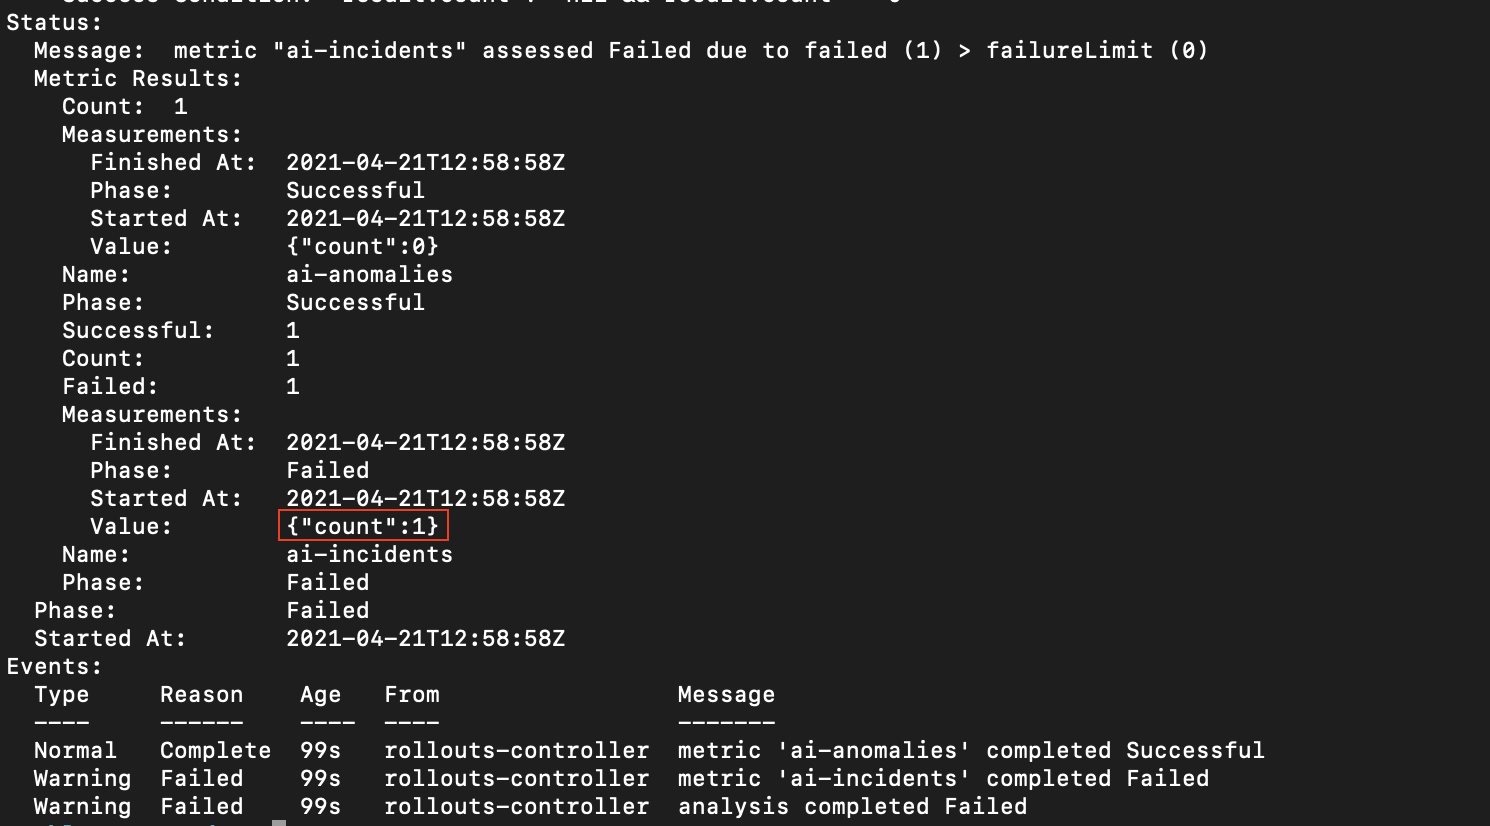 Status:
  Message:  metric "ai-incidents" assessed Failed due to failed (1) > failureLimit (0)
  Metric Results:
    Count:  1
    Measurements:
      Finished At:  2021-04-21T12:58:58Z
      Phase:        Successful
      Started At:   2021-04-21T12:58:58Z
      Value:        {"count":0}
    Name:           ai-anomalies
    Phase:          Successful
    Successful:     1
    Count:          1
    Failed:         1
    Measurements:
      Finished At:  2021-04-21T12:58:58Z
      Phase:        Failed
      Started At:   2021-04-21T12:58:58Z
      Value:        {"count":1}
    Name:           ai-incidents
    Phase:          Failed
  Phase:            Failed
  Started At:       2021-04-21T12:58:58Z
Events:
  Type     Reason    Age   From                 Message
  ----     ------    ----  ----                 -------
  Normal   Complete  99s   rollouts-controller  metric 'ai-anomalies' completed Successful
  Warning  Failed    99s   rollouts-controller  metric 'ai-incidents' completed Failed
  Warning  Failed    99s   rollouts-controller  analysis completed Failed